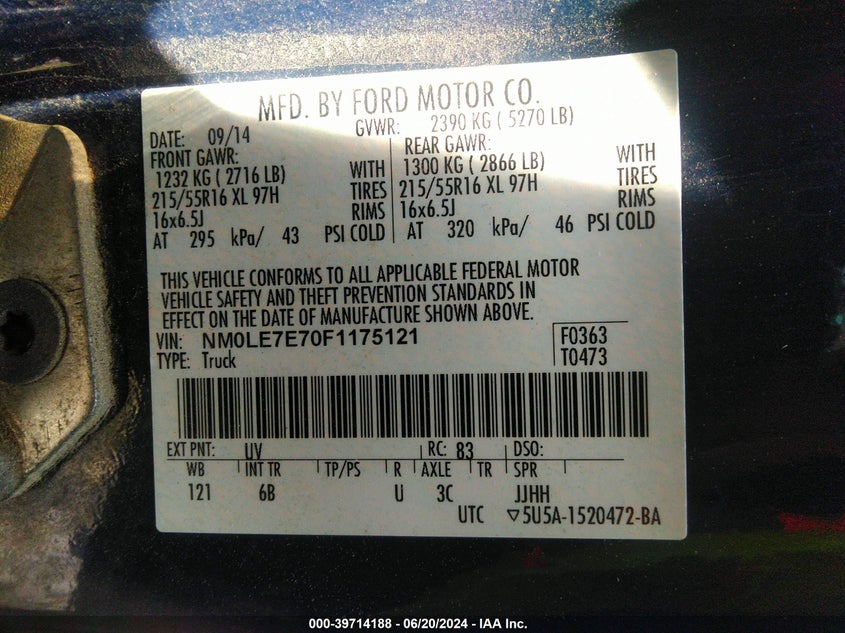 MFD. BY FORD MOTOR CO.
DATE: 09/14 GVWR: 2390 KG ( 5270 LB)
FRONT GAWR: REAR GAWR:
1232 KG ( 2716 LB) WITH 1300 KG ( 2866 LB) WITH
215/55R16 XL 97H TIRES 215/55R16 XL 97H TIRES
16x6.5J RIMS 16x6.5J RIMS
AT 295 kPa/ 43 PSI COLD AT 320 kPa/ 46 PSI COLD
THIS VEHICLE CONFORMS TO ALL APPLICABLE FEDERAL MOTOR
VEHICLE SAFETY AND THEFT PREVENTION STANDARDS IN
EFFECT ON THE DATE OF MANUFACTURE SHOWN ABOVE.
VIN: NM0LE7E70F1175121 F0363
TYPE: Truck T0473
EXT PNT: UV RC: 83 DSO:
WB INT TR TP/PS R AXLE TR SPR
121 6B U 3C JJHH
UTC ▽5U5A-1520472-BA
000-39714188 - 06/20/2024 - IAA Inc.